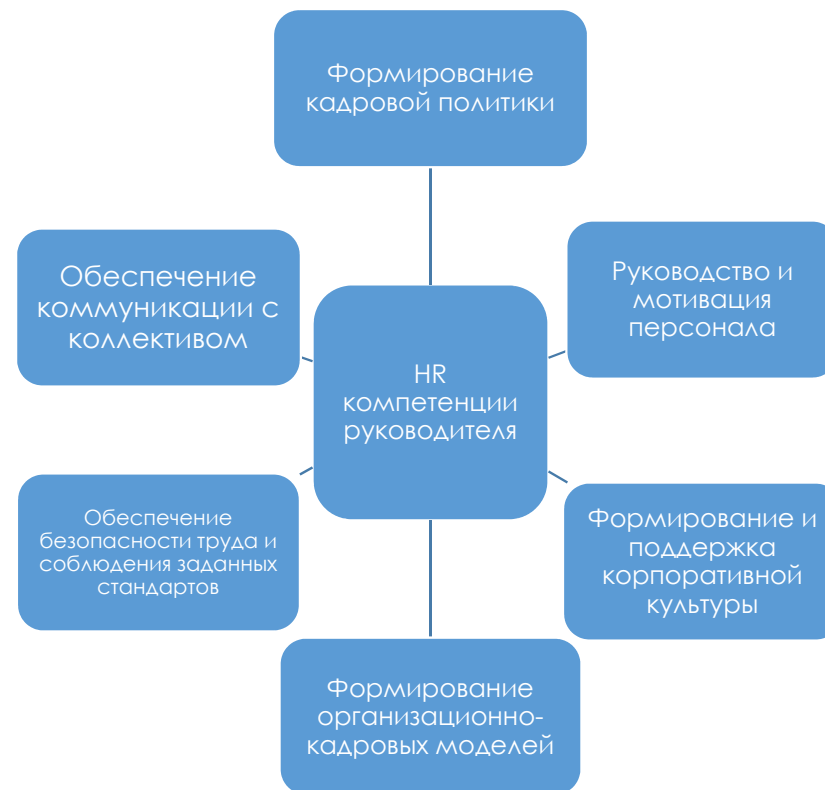 Формирование
кадровой политики
Обеспечение
коммуникации с
коллективом
Руководство и
мотивация
персонала
HR
компетенции
руководителя
Обеспечение
безопасности труда и
соблюдения заданных
стандартов
Формирование и
поддержка
корпоративной
культуры
Формирование
организационно-
кадровых моделей